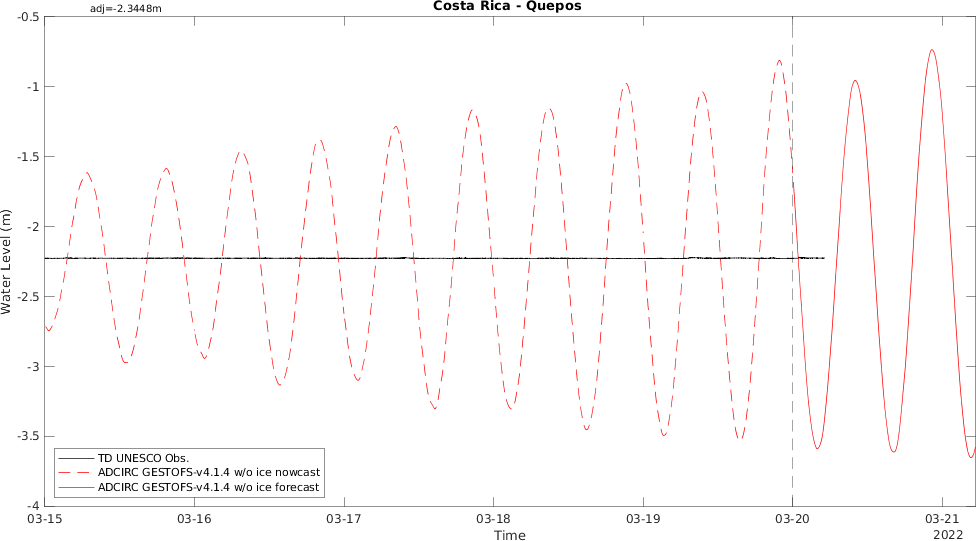 adj=-2.3448m
Costa Rica - Quepos
-0.5
-1
-1.5
-2
-2.5
-3
-3.5
-4
Water Level (m)
TD UNESCO Obs.
ADCIRC GESTOFS-v4.1.4 w/o ice nowcast
ADCIRC GESTOFS-v4.1.4 w/o ice forecast
03-15 03-16 03-17 03-18 03-19 03-20 03-21
Time
2022